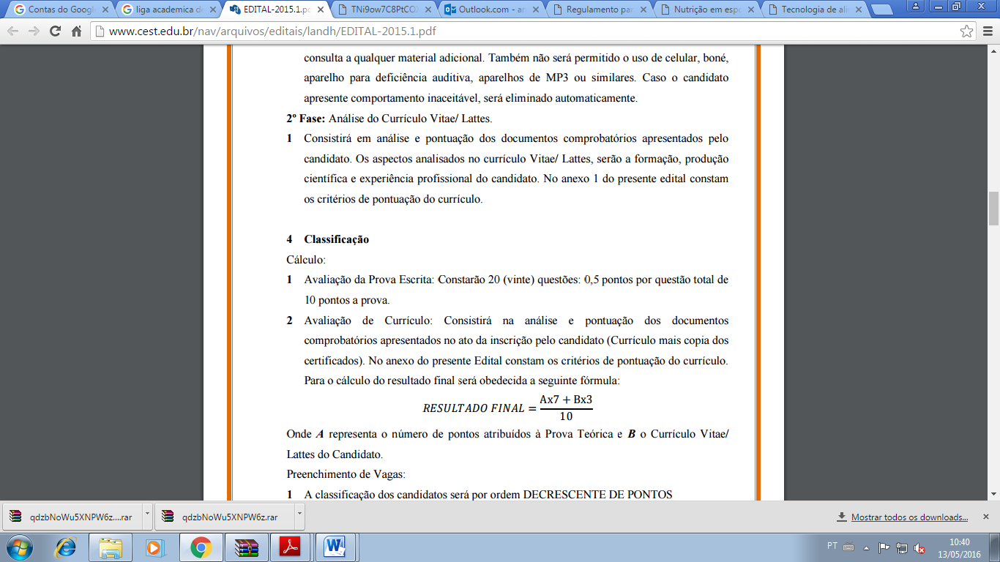 Contas do Google
liga academica de
EDITAL-2015.1.pd
TNi9ow7C8PtCO
Outlook.com - an
Regulamento par
Nutrição em espo
Tecnologia de ali
www.cest.edu.br/nav/arquivos/editais/landh/EDITAL-2015.1.pdf
consulta a qualquer material adicional. Também não será permitido o uso de celular, boné,
aparelho para deficiência auditiva, aparelhos de MP3 ou similares. Caso o candidato
apresente comportamento inaceitável, será eliminado automaticamente.
2º Fase: Análise do Currículo Vitae/ Lattes.
1 Consistirá em análise e pontuação dos documentos comprobatórios apresentados pelo
candidato. Os aspectos analisados no currículo Vitae/ Lattes, serão a formação, produção
científica e experiência profissional do candidato. No anexo 1 do presente edital constam
os critérios de pontuação do currículo.
4 Classificação
Cálculo:
1 Avaliação da Prova Escrita: Constarão 20 (vinte) questões: 0,5 pontos por questão total de
10 pontos a prova.
2 Avaliação de Currículo: Consistirá na análise e pontuação dos documentos
comprobatórios apresentados no ato da inscrição pelo candidato (Currículo mais copia dos
certificados). No anexo do presente Edital constam os critérios de pontuação do currículo.
Para o cálculo do resultado final será obedecida a seguinte fórmula:
RESULTADO FINAL = Ax7 + Bx3
10
Onde A representa o número de pontos atribuídos à Prova Teórica e B o Currículo Vitae/
Lattes do Candidato.
Preenchimento de Vagas:
1 A classificação dos candidatos será por ordem DECRESCENTE DE PONTOS
qdzbNoWu5XNPW6z....rar
qdzbNoWu5XNPW6z.rar
Mostrar todos os downloads...
PT
10:40
13/05/2016